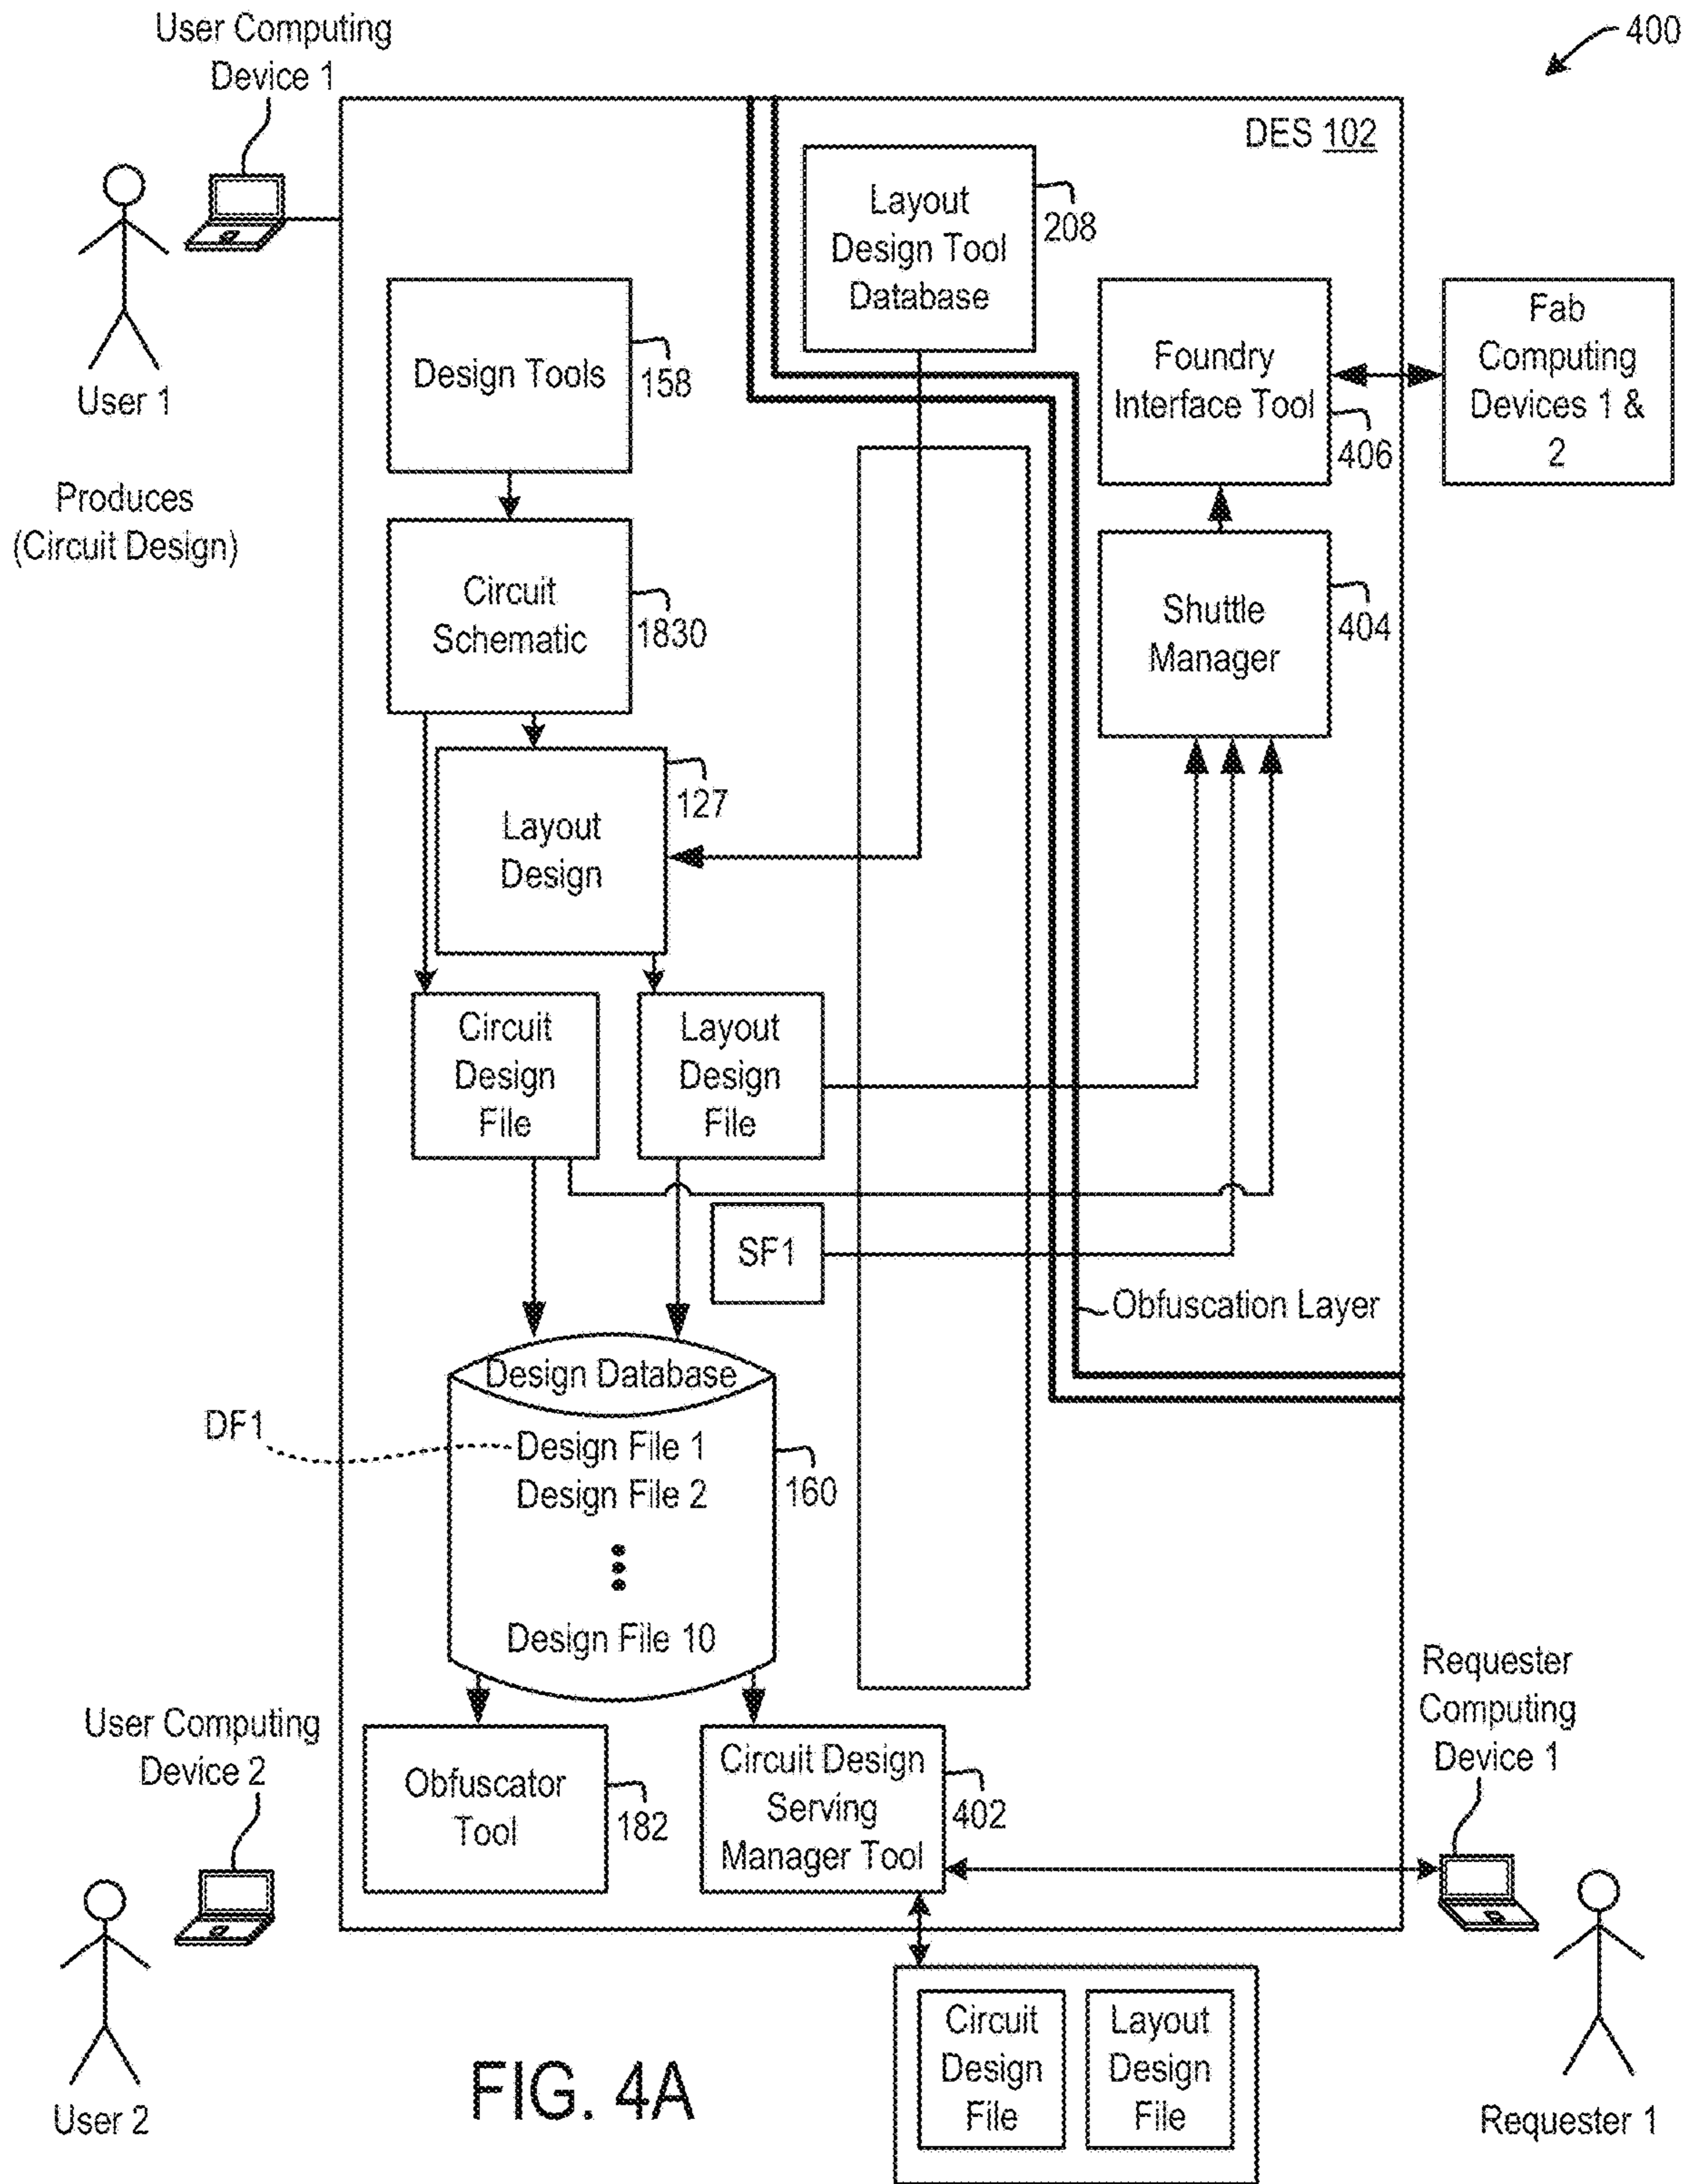 User Computing
Device 1
400
DES 102
User 1
Produces
(Circuit Design)
Layout
Design Tool
Database
208
Design Tools
158
Foundry
Interface Tool
406
Fab
Computing
Devices 1 &
2
Circuit
Schematic
1830
Shuttle
Manager
404
Layout
Design
127
Circuit
Design
File
Layout
Design
File
SF1
Obfuscation Layer
Design Database
DF1
Design File 1
Design File 2
Design File 10
160
User Computing
Device 2
Obfuscator
Tool
182
Circuit Design
Serving
Manager Tool
402
Requester
Computing
Device 1
User 2
FIG. 4A
Circuit
Design
File
Layout
Design
File
Requester 1